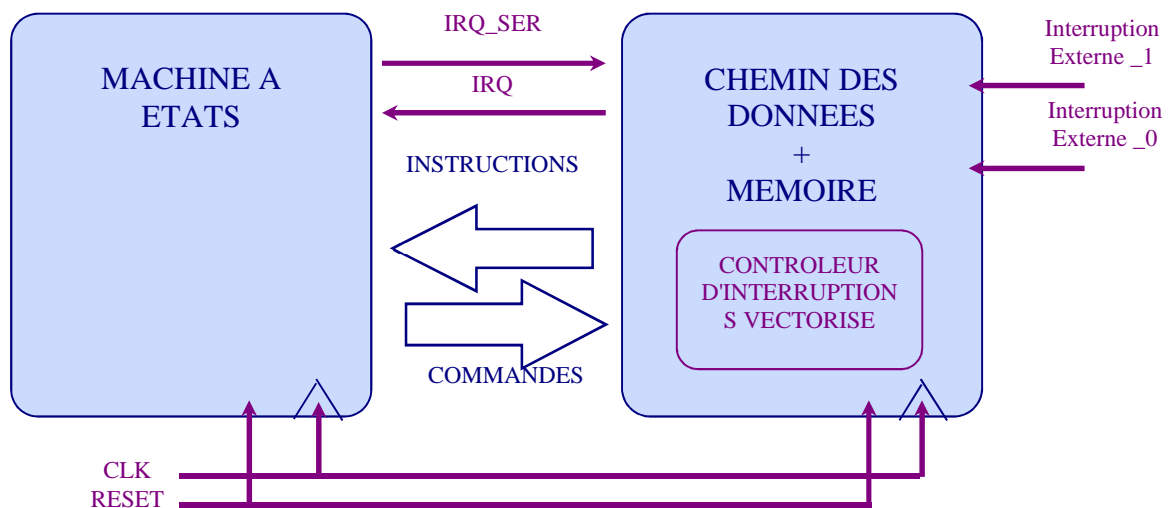 MACHINE A
ETATS
IRQ_SER
IRQ
INSTRUCTIONS
COMMANDES
CHEMIN DES
DONNEES
+
MEMOIRE
CONTROLEUR
D'INTERRUPTION
S VECTORISE
Interruption
Externe _1
Interruption
Externe _0
CLK
RESET